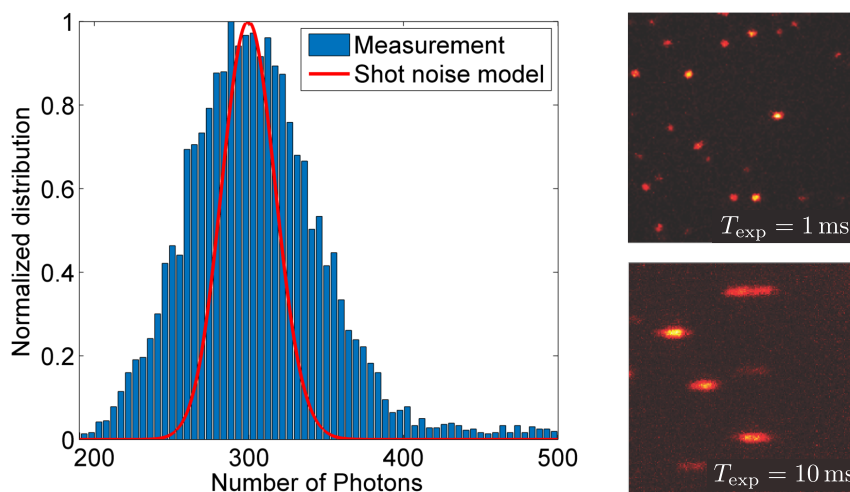 Normalized distribution
1
0.8
0.6
0.4
0.2
0
200
300
400
500
Number of Photons
Measurement
Shot noise model
T_exp = 1 ms
T_exp = 10 ms